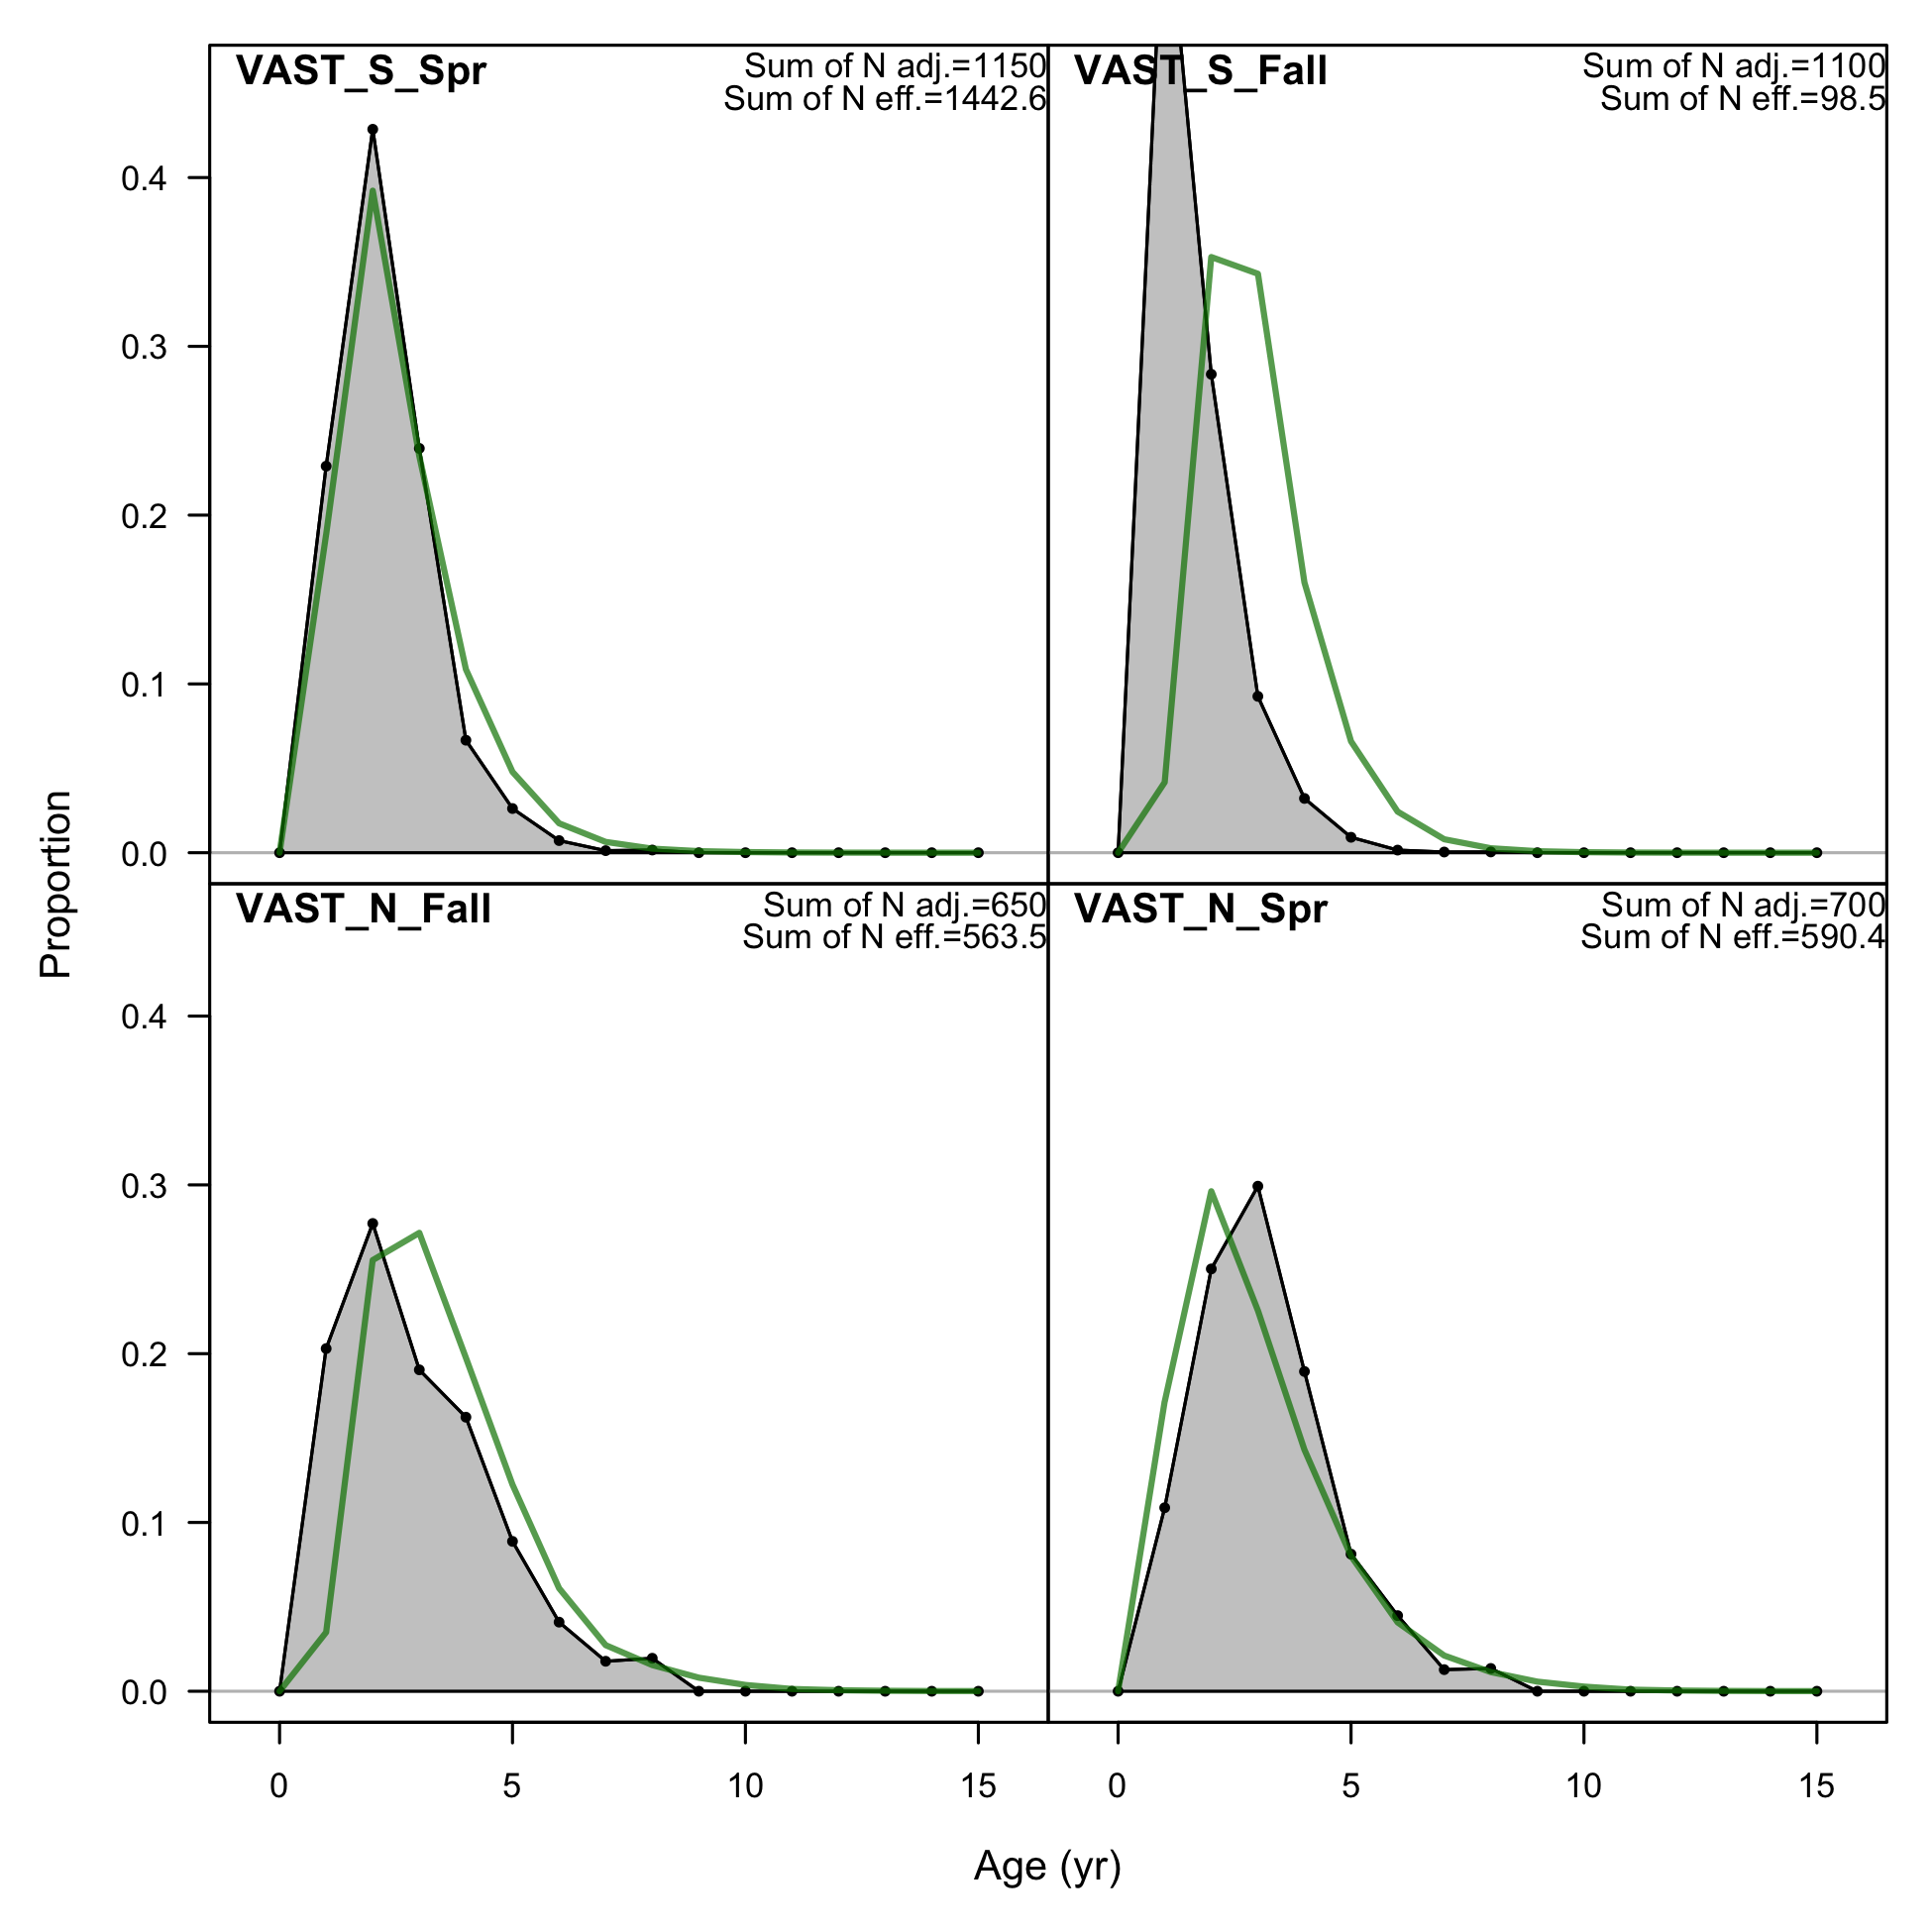 VAST_S_Spr
Sum of N adj.=1150
Sum of N eff.=1442.6
VAST_S_Fall
Sum of N adj.=1100
Sum of N eff.=98.5
0.4
0.3
0.2
0.1
0.0
VAST_N_Fall
Sum of N adj.=650
Sum of N eff.=563.5
VAST_N_Spr
Sum of N adj.=700
Sum of N eff.=590.4
0.4
0.3
0.2
0.1
0.0
Proportion
0 5 10 15
0 5 10 15
Age (yr)